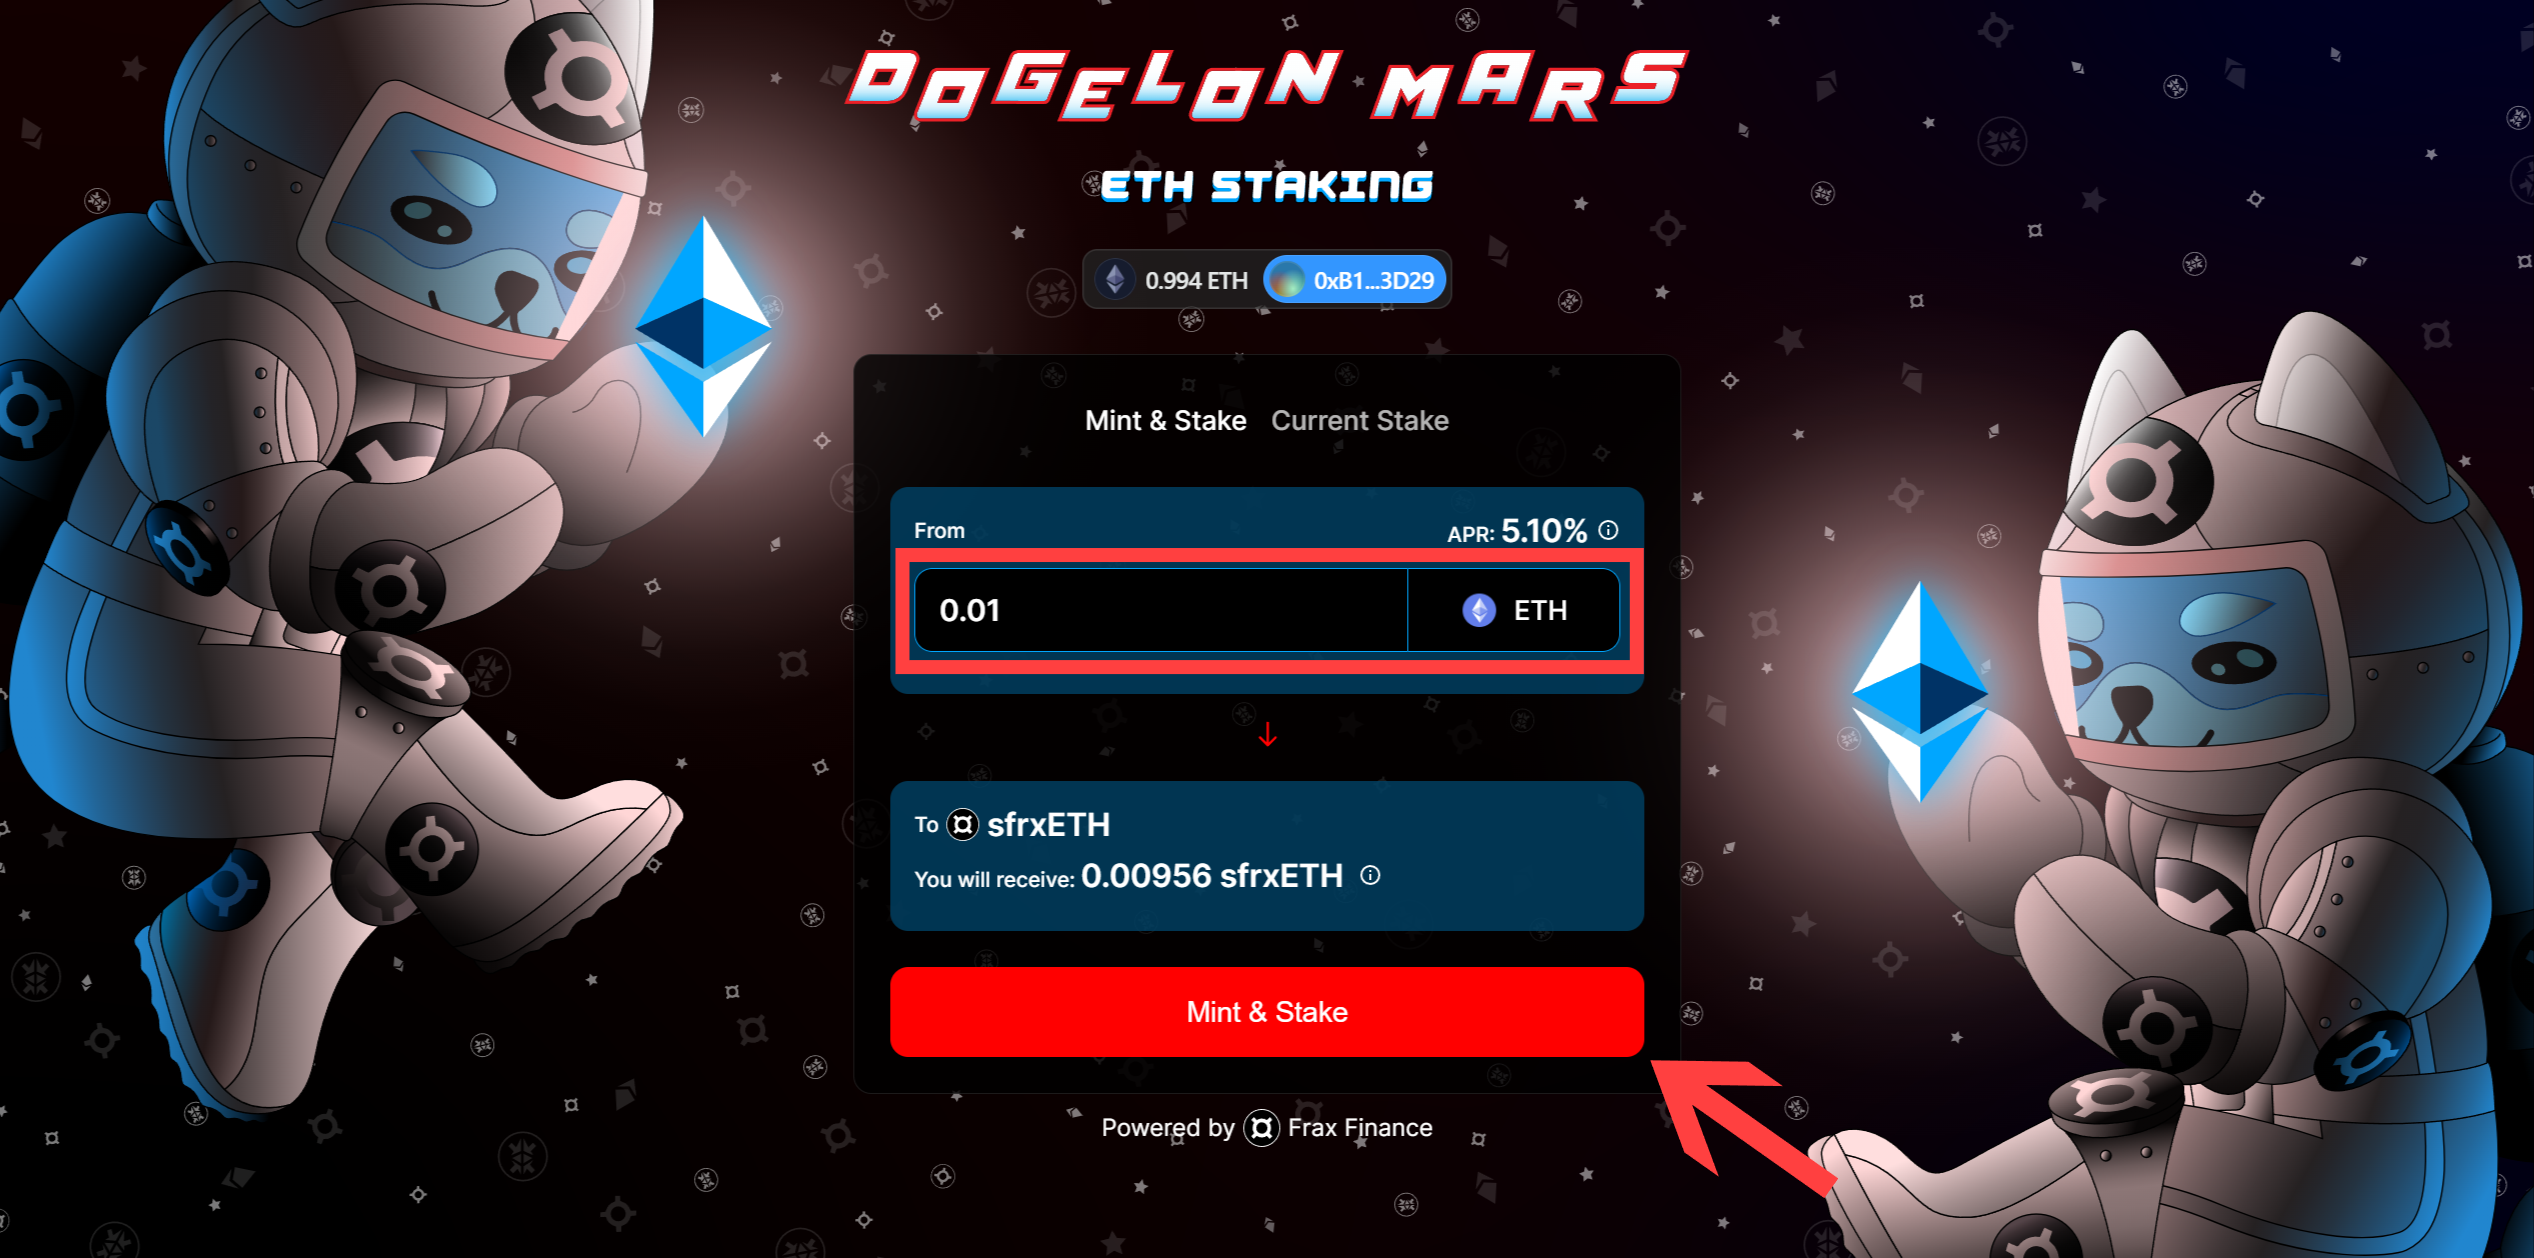 DOGELON MARS
ETH STAKING
0.994 ETH 0xB1...3D29
Mint & Stake Current Stake
From APR: 5.10%
0.01 ETH
To sfrxETH
You will receive: 0.00956 sfrxETH
Mint & Stake
Powered by Frax Finance